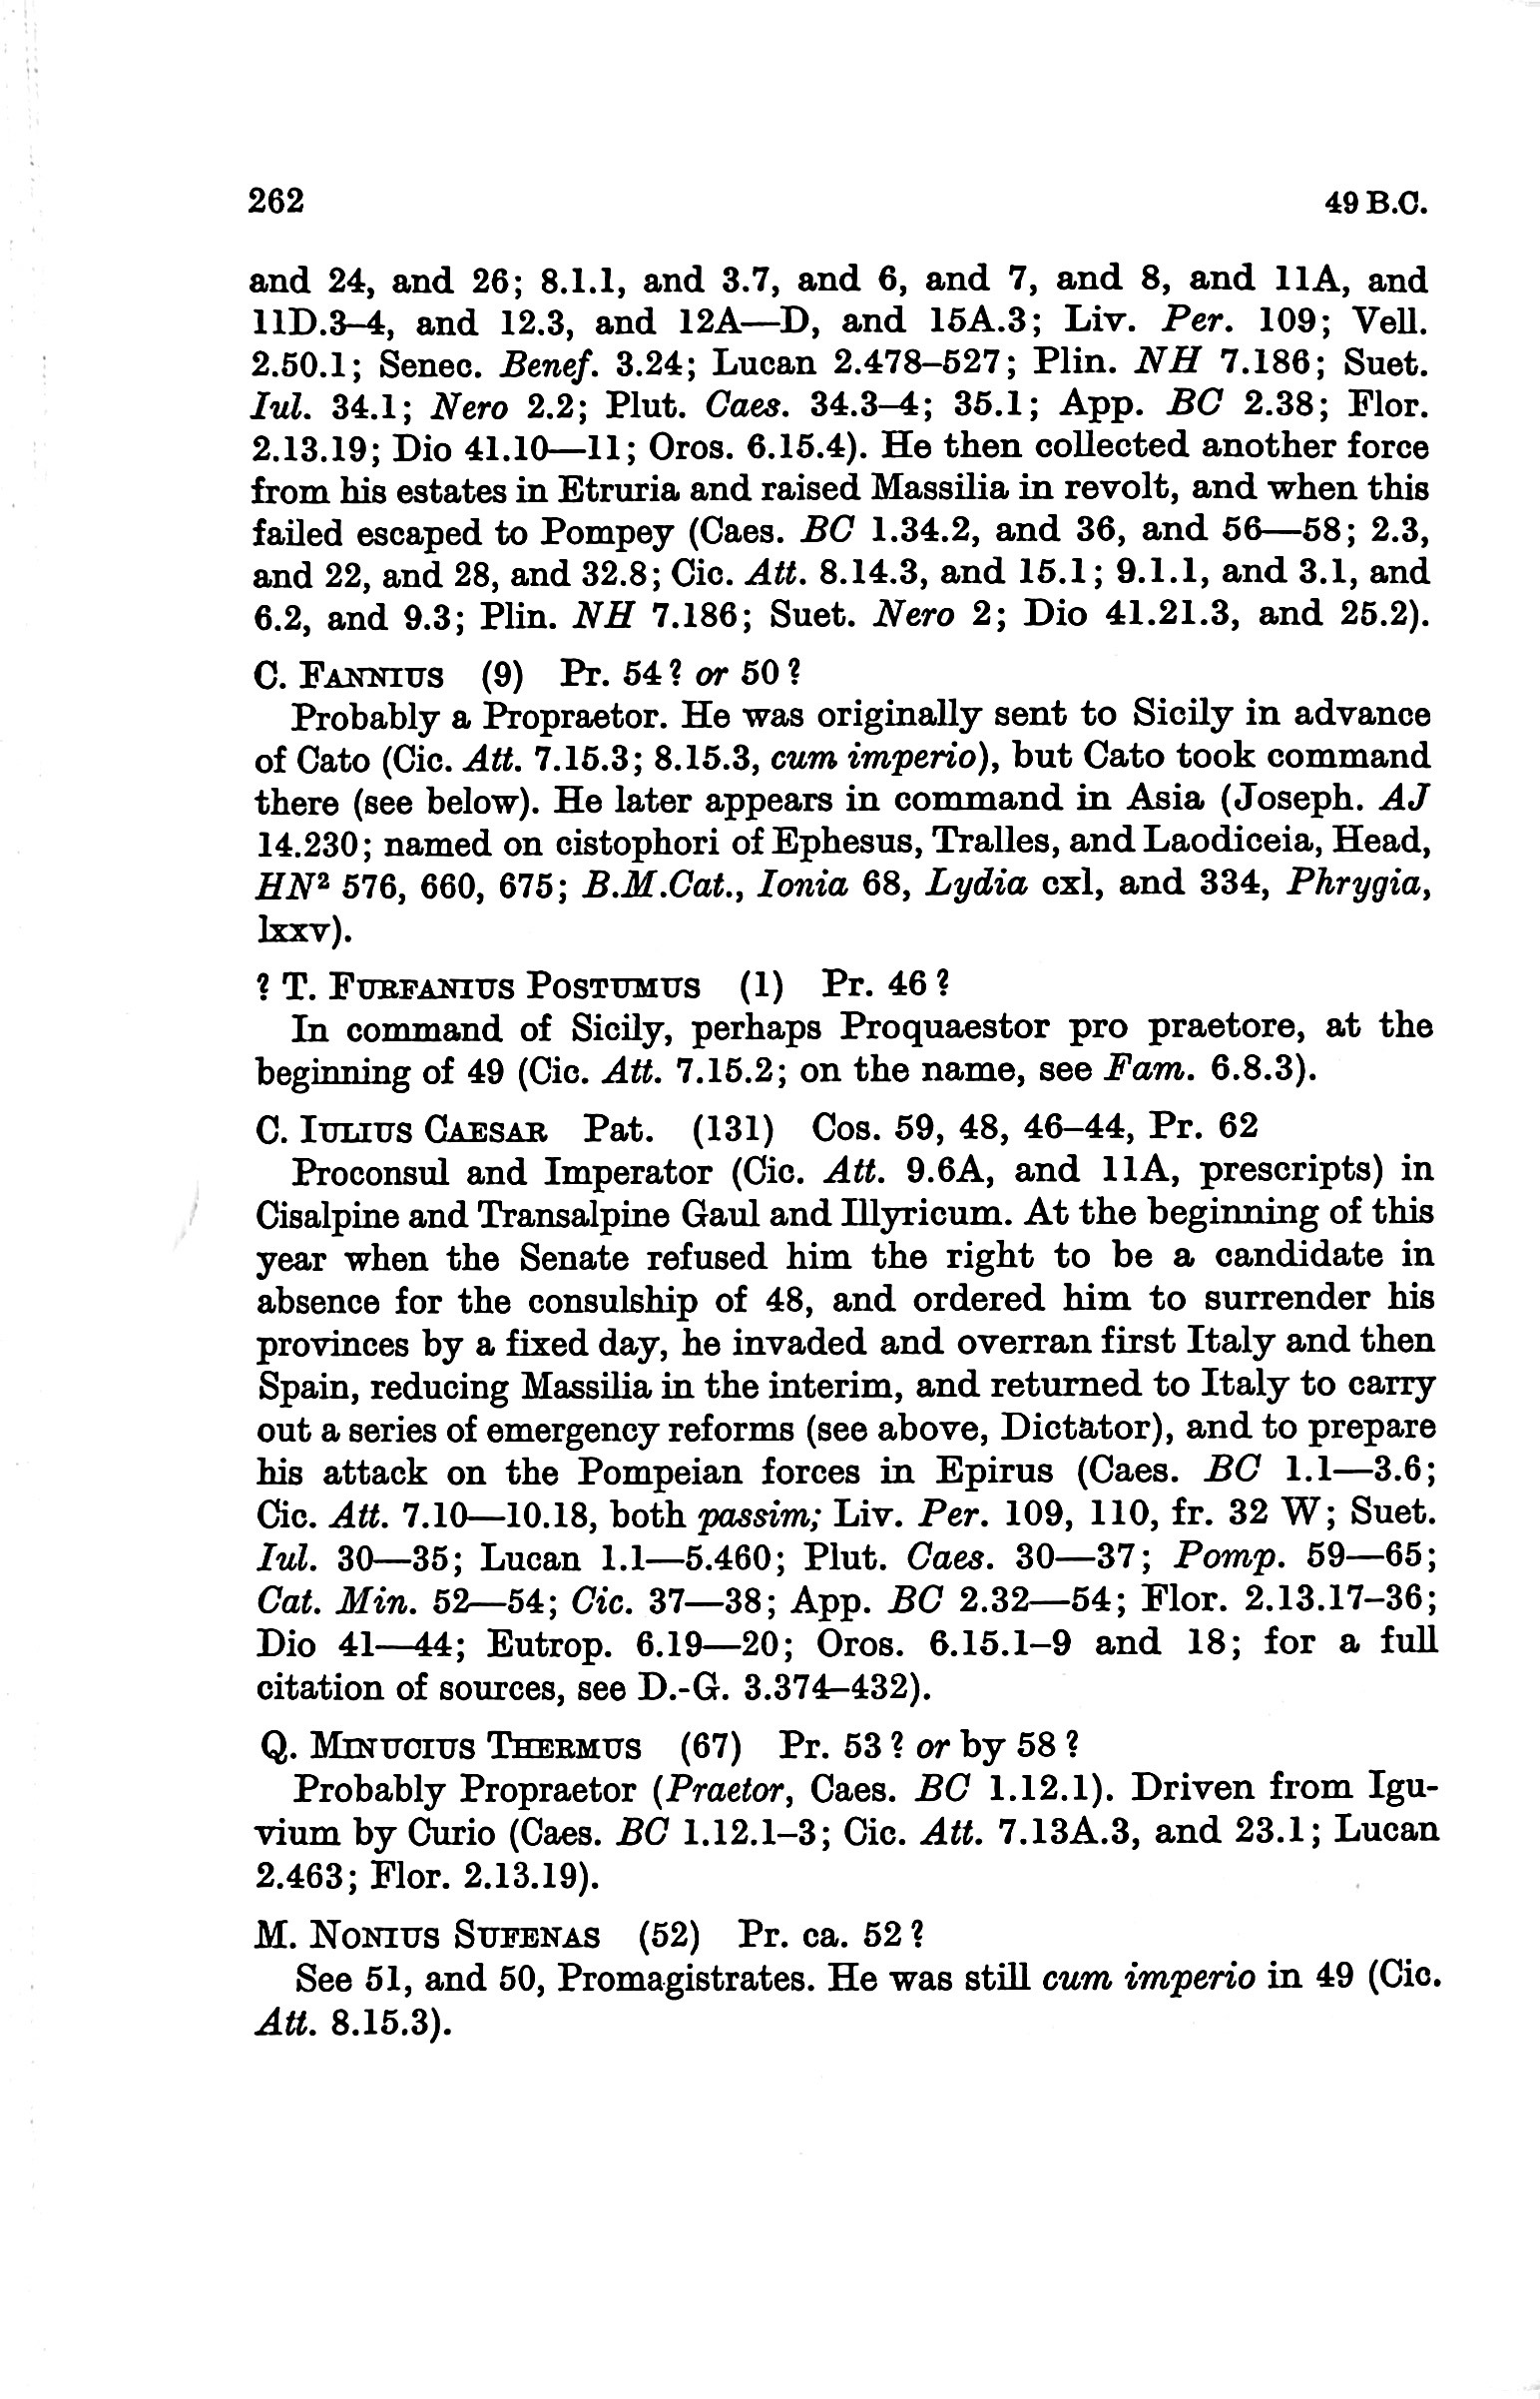 262 49 B.C.
and 24, and 26; 8.1.1, and 3.7, and 6, and 7, and 8, and 11A, and
11D.3–4, and 12.3, and 12A—D, and 15A.3; Liv. Per. 109; Vell.
2.50.1; Senec. Benef. 3.24; Lucan 2.478–527; Plin. NH 7.186; Suet.
Iul. 34.1; Nero 2.2; Plut. Caes. 34.3–4; 35.1; App. BC 2.38; Flor.
2.13.19; Dio 41.10—11; Oros. 6.15.4). He then collected another force
from his estates in Etruria and raised Massilia in revolt, and when this
failed escaped to Pompey (Caes. BC 1.34.2, and 36, and 56—58; 2.3,
and 22, and 28, and 32.8; Cic. Att. 8.14.3, and 15.1; 9.1.1, and 3.1, and
6.2, and 9.3; Plin. NH 7.186; Suet. Nero 2; Dio 41.21.3, and 25.2).
C. FANNIUS (9) Pr. 54? or 50?
Probably a Propraetor. He was originally sent to Sicily in advance
of Cato (Cic. Att. 7.15.3; 8.15.3, cum imperio), but Cato took command
there (see below). He later appears in command in Asia (Joseph. AJ
14.230; named on cistophori of Ephesus, Tralles, and Laodiceia, Head,
HN² 576, 660, 675; B.M.Cat., Ionia 68, Lydia cxl, and 334, Phrygia,
lxxv).
? T. FURFANIUS POSTUMUS (1) Pr. 46?
In command of Sicily, perhaps Proquaestor pro praetore, at the
beginning of 49 (Cic. Att. 7.15.2; on the name, see Fam. 6.8.3).
C. IULIUS CAESAR Pat. (131) Cos. 59, 48, 46–44, Pr. 62
Proconsul and Imperator (Cic. Att. 9.6A, and 11A, prescripts) in
Cisalpine and Transalpine Gaul and Illyricum. At the beginning of this
year when the Senate refused him the right to be a candidate in
absence for the consulship of 48, and ordered him to surrender his
provinces by a fixed day, he invaded and overran first Italy and then
Spain, reducing Massilia in the interim, and returned to Italy to carry
out a series of emergency reforms (see above, Dictator), and to prepare
his attack on the Pompeian forces in Epirus (Caes. BC 1.1—3.6;
Cic. Att. 7.10—10.18, both passim; Liv. Per. 109, 110, fr. 32 W; Suet.
Iul. 30—35; Lucan 1.1—5.460; Plut. Caes. 30—37; Pomp. 59—65;
Cat. Min. 52—54; Cic. 37—38; App. BC 2.32—54; Flor. 2.13.17–36;
Dio 41—44; Eutrop. 6.19—20; Oros. 6.15.1–9 and 18; for a full
citation of sources, see D.-G. 3.374–432).
Q. MINUCIUS THERMUS (67) Pr. 53? or by 58?
Probably Propraetor (Praetor, Caes. BC 1.12.1). Driven from Igu-
vium by Curio (Caes. BC 1.12.1–3; Cic. Att. 7.13A.3, and 23.1; Lucan
2.463; Flor. 2.13.19).
M. NONIUS SUFENAS (52) Pr. ca. 52?
See 51, and 50, Promagistrates. He was still cum imperio in 49 (Cic.
Att. 8.15.3).